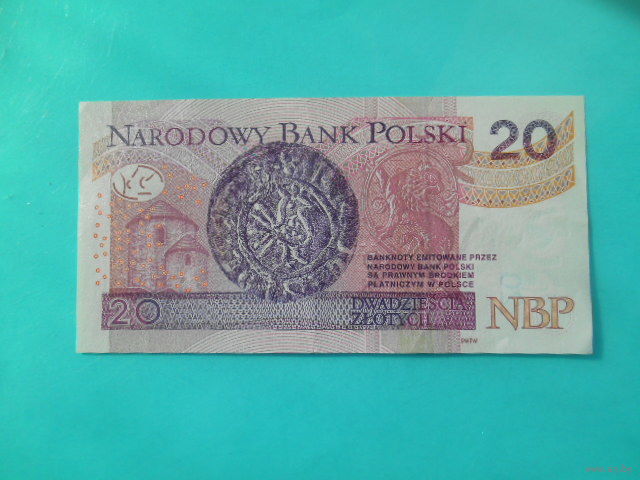 NARODOWY BANK POLSKI 20
BANKNOTY EMITOWANE PRZEZ
NARODOWY BANK POLSKI
SĄ PRAWNYM ŚRODKIEM
PŁATNICZYM W POLSCE
20 DWADZIEŚCIA
ZŁOTYCH
NBP